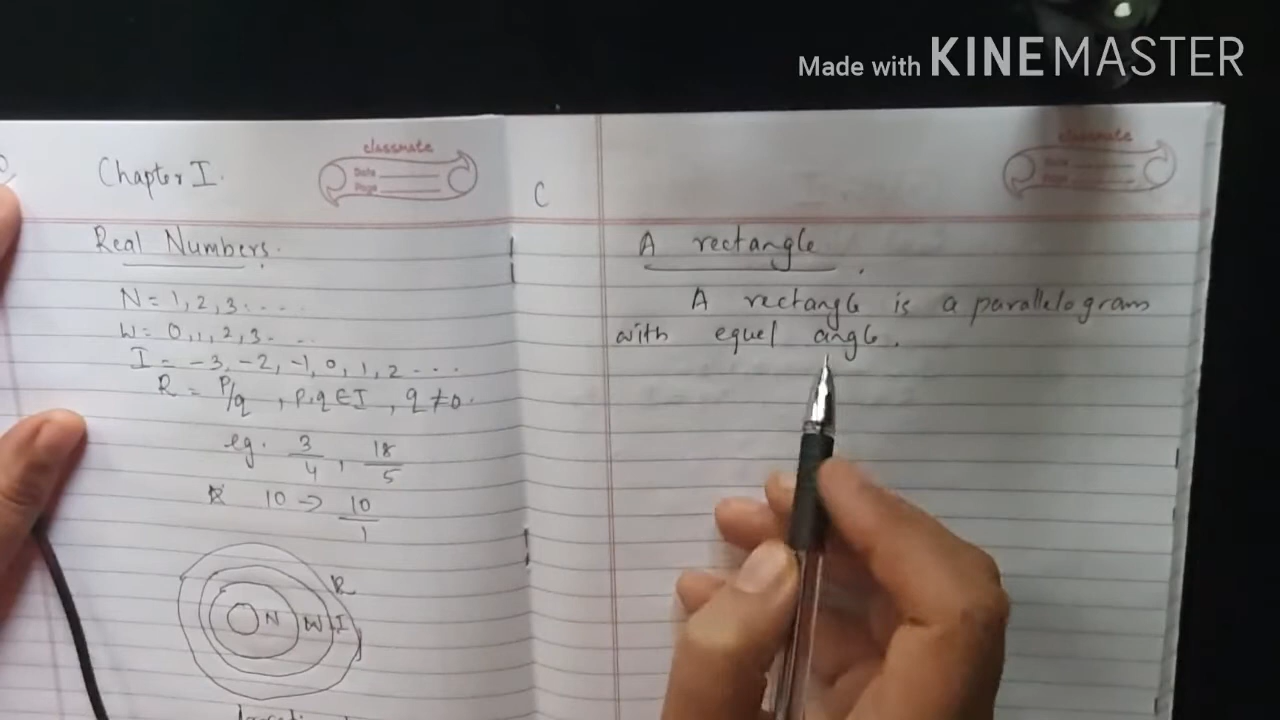 Made with KINEMASTER
Chapter I.
classmate
Date
Page
Real Numbers.
N = 1, 2, 3. . . .
W = 0, 1, 2, 3. . . .
I = -3, -2, -1, 0, 1, 2 . . .
R = P/q , p,q ∈ I , q ≠ 0.
eg. 3/4 , 18/5
10 → 10/1
R
N W I
C
classmate
Date
Page
A rectangle .
A rectangle is a parallelogram
with equal angle.